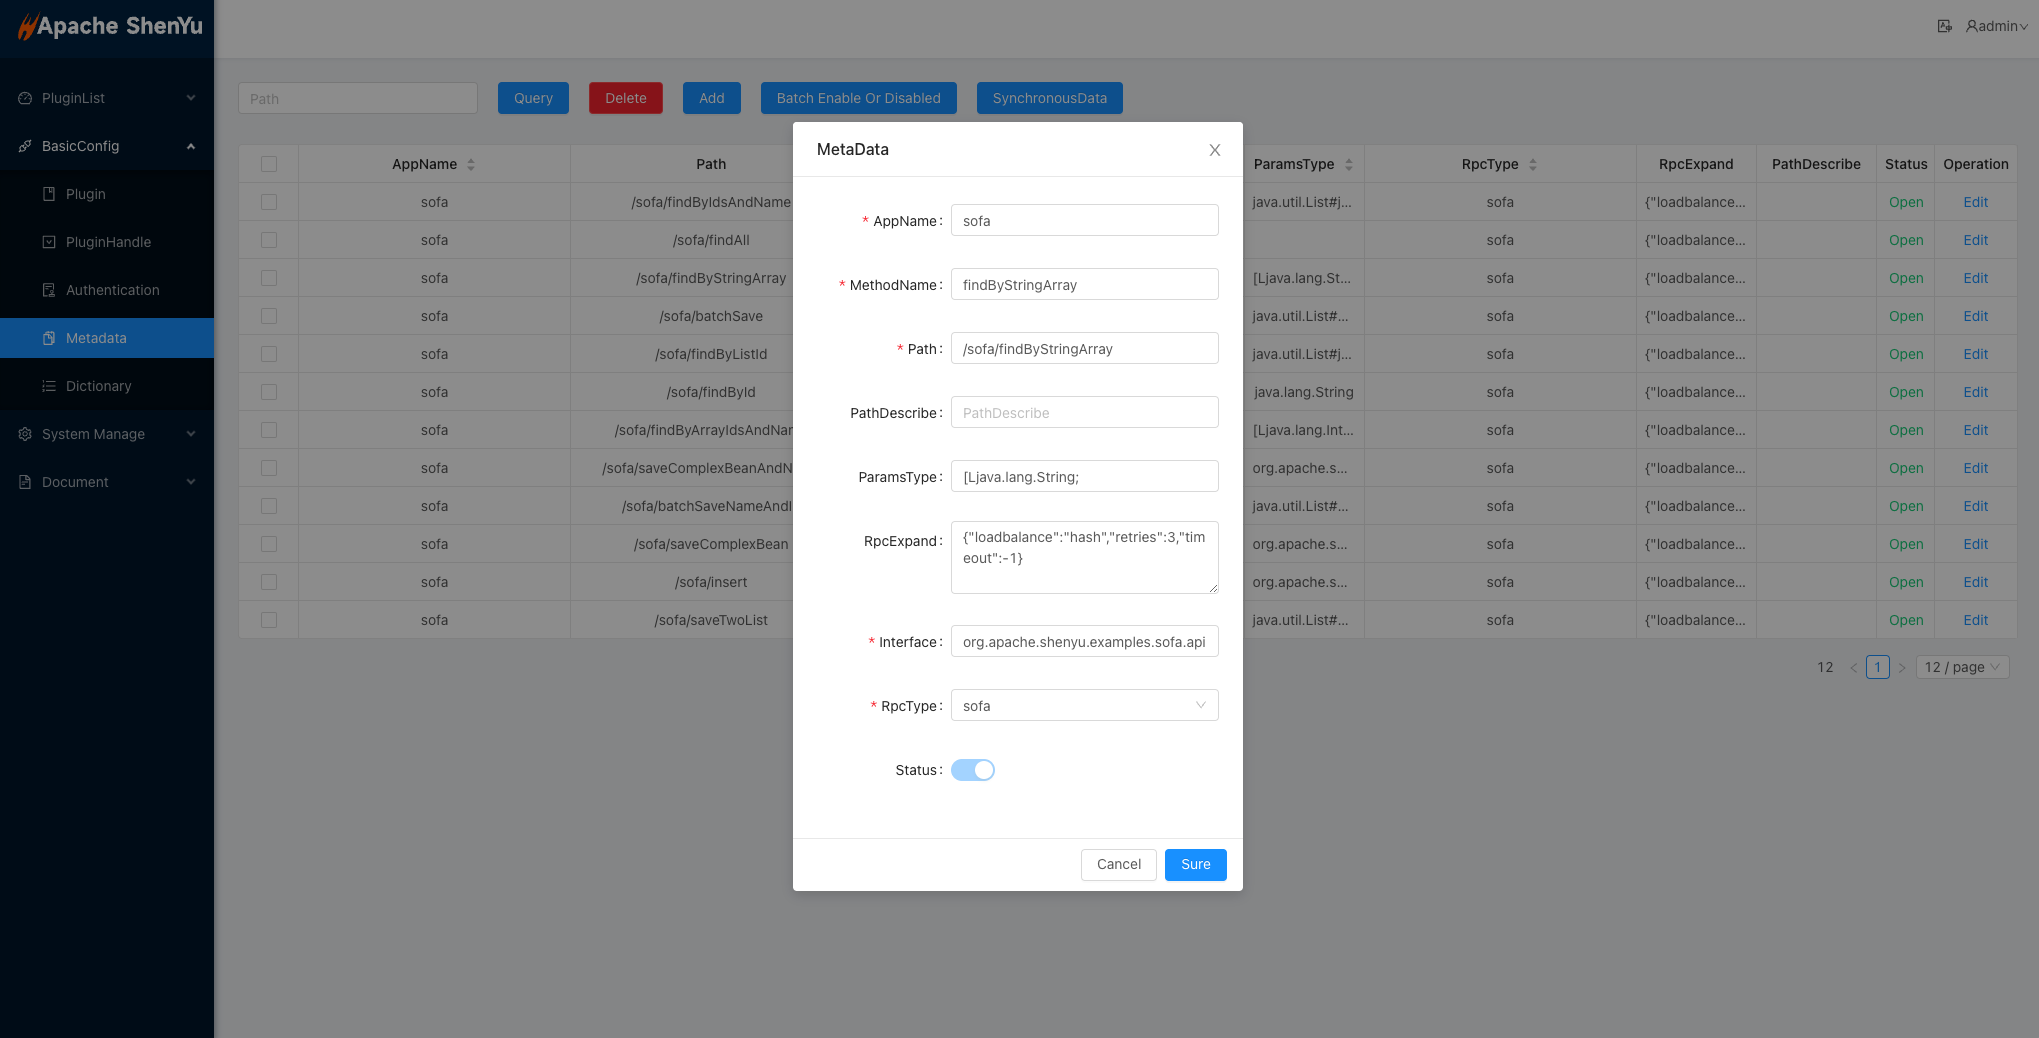 Apache ShenYu
admin
PluginList
BasicConfig
Plugin
PluginHandle
Authentication
Metadata
Dictionary
System Manage
Document
Path
Query
Delete
Add
Batch Enable Or Disabled
SynchronousData
AppName Path ParamsType RpcType RpcExpand PathDescribe Status Operation
sofa /sofa/findByIdsAndName java.util.List#j... sofa {"loadbalance... Open Edit
sofa /sofa/findAll sofa {"loadbalance... Open Edit
sofa /sofa/findByStringArray [Ljava.lang.St... sofa {"loadbalance... Open Edit
sofa /sofa/batchSave java.util.List#... sofa {"loadbalance... Open Edit
sofa /sofa/findByListId java.util.List#j... sofa {"loadbalance... Open Edit
sofa /sofa/findById java.lang.String sofa {"loadbalance... Open Edit
sofa /sofa/findByArrayIdsAndNam [Ljava.lang.Int... sofa {"loadbalance... Open Edit
sofa /sofa/saveComplexBeanAndN org.apache.s... sofa {"loadbalance... Open Edit
sofa /sofa/batchSaveNameAndI java.util.List#... sofa {"loadbalance... Open Edit
sofa /sofa/saveComplexBean org.apache.s... sofa {"loadbalance... Open Edit
sofa /sofa/insert org.apache.s... sofa {"loadbalance... Open Edit
sofa /sofa/saveTwoList java.util.List#... sofa {"loadbalance... Open Edit
12 < 1 > 12 / page
MetaData
* AppName: sofa
* MethodName: findByStringArray
* Path: /sofa/findByStringArray
PathDescribe: PathDescribe
ParamsType: [Ljava.lang.String;
RpcExpand: {"loadbalance":"hash","retries":3,"tim
eout":-1}
* Interface: org.apache.shenyu.examples.sofa.api
* RpcType: sofa
Status:
Cancel
Sure